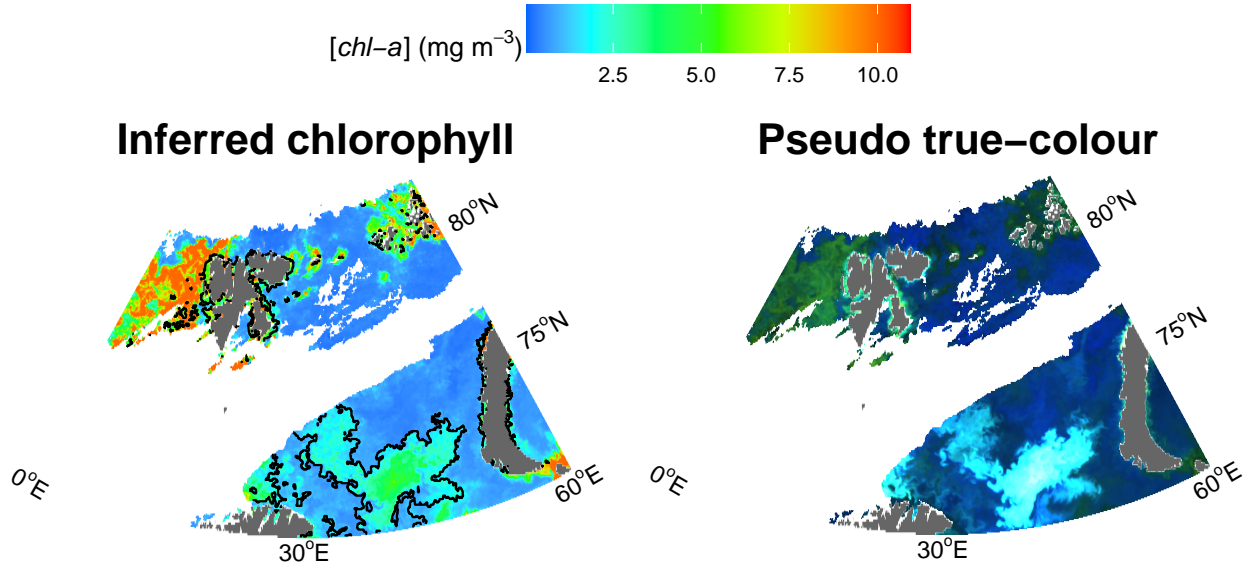 [chl−a] (mg m⁻³)
2.5 5.0 7.5 10.0
Inferred chlorophyll Pseudo true−colour
80°N 80°N
75°N 75°N
0°E 60°E 0°E 60°E
30°E 30°E